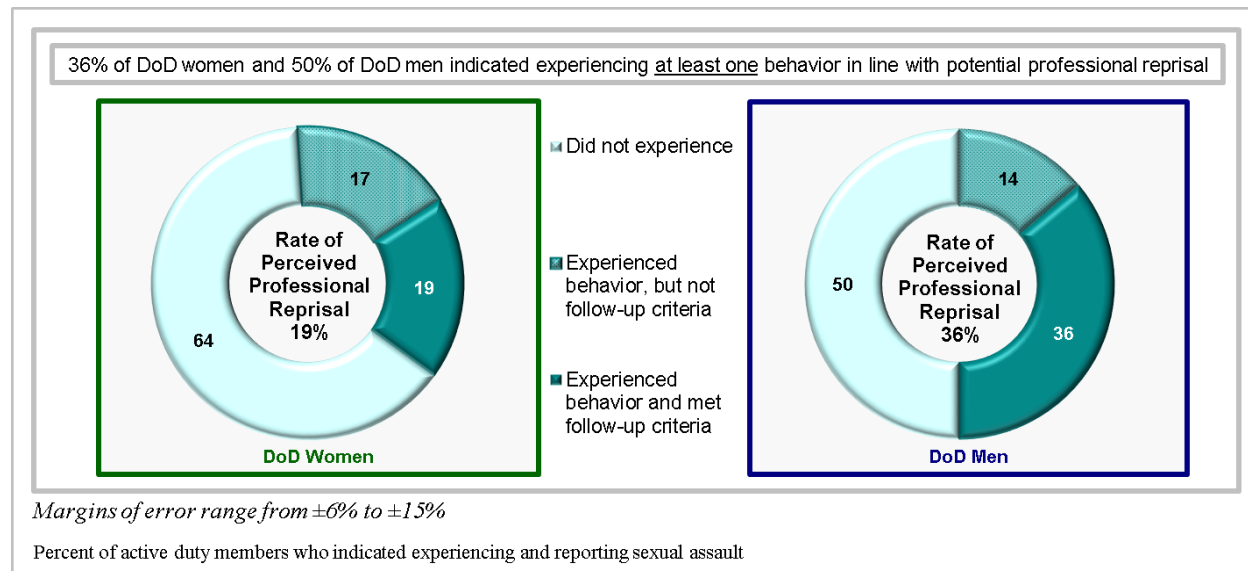 36% of DoD women and 50% of DoD men indicated experiencing at least one behavior in line with potential professional reprisal
17
19
64
Rate of
Perceived
Professional
Reprisal
19%
DoD Women
Did not experience
Experienced
behavior, but not
follow-up criteria
Experienced
behavior and met
follow-up criteria
14
36
50
Rate of
Perceived
Professional
Reprisal
36%
DoD Men
Margins of error range from ±6% to ±15%
Percent of active duty members who indicated experiencing and reporting sexual assault